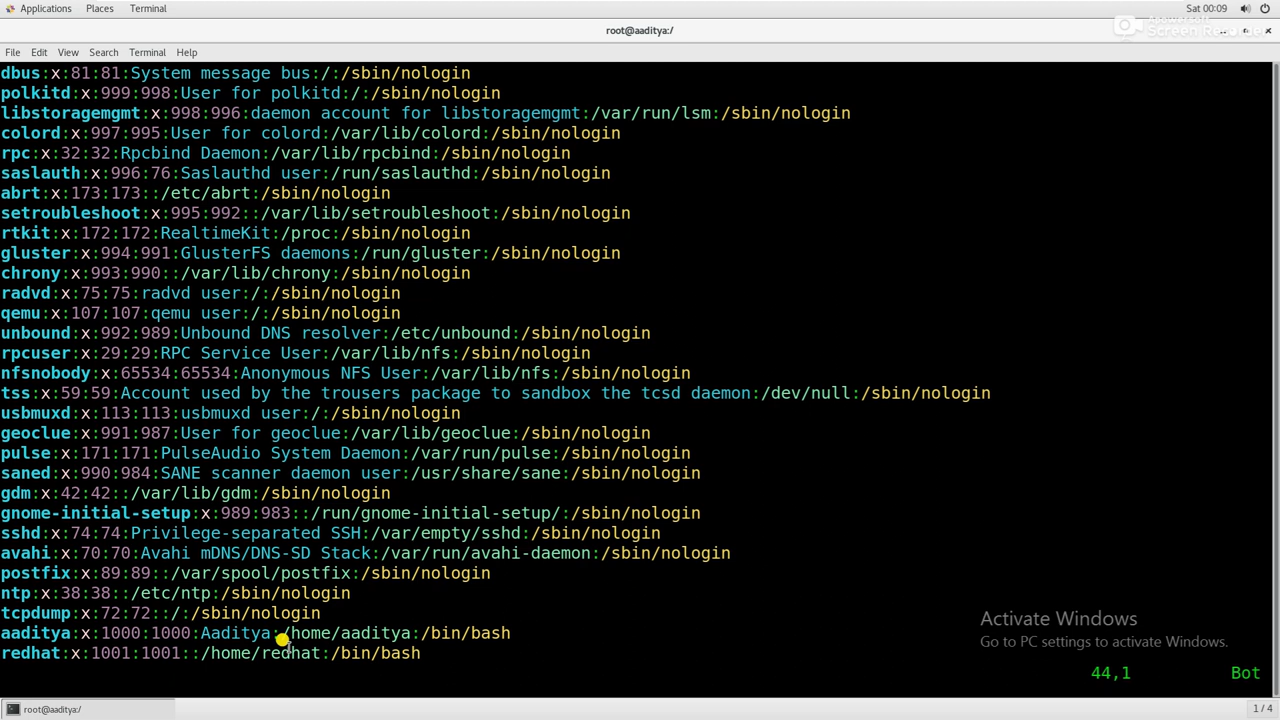 Applications Places Terminal Sat 00:09
root@aaditya:/
File Edit View Search Terminal Help
dbus:x:81:81:System message bus:/:/sbin/nologin
polkitd:x:999:998:User for polkitd:/:/sbin/nologin
libstoragemgmt:x:998:996:daemon account for libstoragemgmt:/var/run/lsm:/sbin/nologin
colord:x:997:995:User for colord:/var/lib/colord:/sbin/nologin
rpc:x:32:32:Rpcbind Daemon:/var/lib/rpcbind:/sbin/nologin
saslauth:x:996:76:Saslauthd user:/run/saslauthd:/sbin/nologin
abrt:x:173:173::/etc/abrt:/sbin/nologin
setroubleshoot:x:995:992::/var/lib/setroubleshoot:/sbin/nologin
rtkit:x:172:172:RealtimeKit:/proc:/sbin/nologin
gluster:x:994:991:GlusterFS daemons:/run/gluster:/sbin/nologin
chrony:x:993:990::/var/lib/chrony:/sbin/nologin
radvd:x:75:75:radvd user:/:/sbin/nologin
qemu:x:107:107:qemu user:/:/sbin/nologin
unbound:x:992:989:Unbound DNS resolver:/etc/unbound:/sbin/nologin
rpcuser:x:29:29:RPC Service User:/var/lib/nfs:/sbin/nologin
nfsnobody:x:65534:65534:Anonymous NFS User:/var/lib/nfs:/sbin/nologin
tss:x:59:59:Account used by the trousers package to sandbox the tcsd daemon:/dev/null:/sbin/nologin
usbmuxd:x:113:113:usbmuxd user:/:/sbin/nologin
geoclue:x:991:987:User for geoclue:/var/lib/geoclue:/sbin/nologin
pulse:x:171:171:PulseAudio System Daemon:/var/run/pulse:/sbin/nologin
saned:x:990:984:SANE scanner daemon user:/usr/share/sane:/sbin/nologin
gdm:x:42:42::/var/lib/gdm:/sbin/nologin
gnome-initial-setup:x:989:983::/run/gnome-initial-setup/:/sbin/nologin
sshd:x:74:74:Privilege-separated SSH:/var/empty/sshd:/sbin/nologin
avahi:x:70:70:Avahi mDNS/DNS-SD Stack:/var/run/avahi-daemon:/sbin/nologin
postfix:x:89:89::/var/spool/postfix:/sbin/nologin
ntp:x:38:38::/etc/ntp:/sbin/nologin
tcpdump:x:72:72::/:/sbin/nologin
aaditya:x:1000:1000:Aaditya:/home/aaditya:/bin/bash
redhat:x:1001:1001::/home/redhat:/bin/bash
Activate Windows
Go to PC settings to activate Windows.
44,1 Bot
root@aaditya:/ 1 / 4